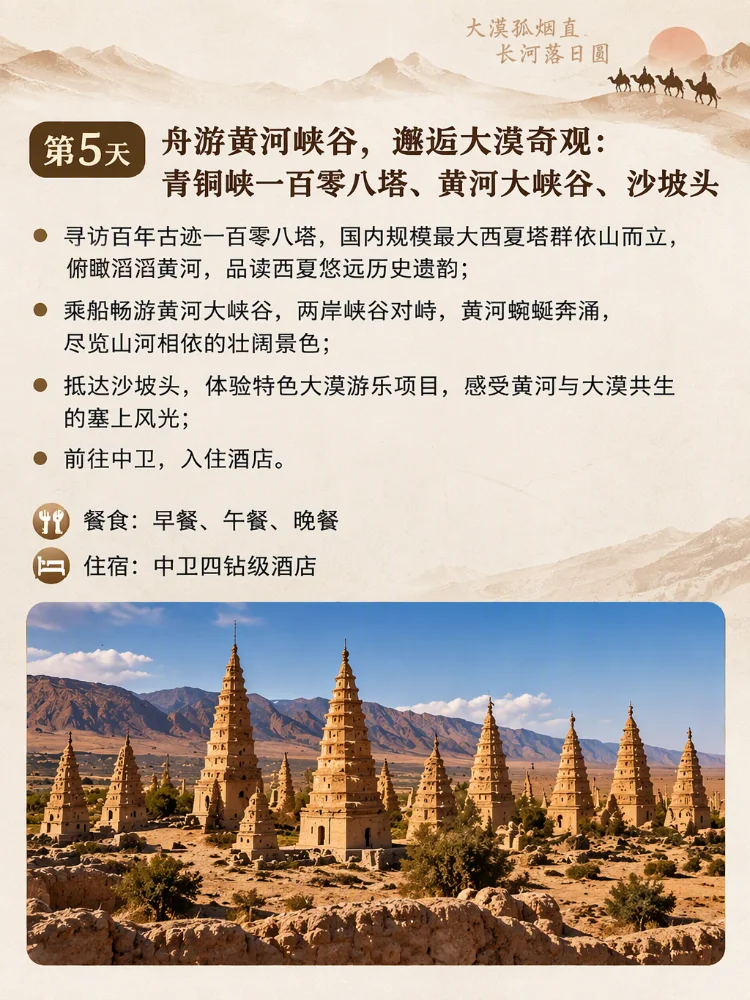 大漠孤烟直
长河落日圆
第5天
舟游黄河峡谷，邂逅大漠奇观：
青铜峡一百零八塔、黄河大峡谷、沙坡头
寻访百年古迹一百零八塔，国内规模最大西夏塔群依山而立，
俯瞰滔滔黄河，品读西夏悠远历史遗韵；
乘船畅游黄河大峡谷，两岸峡谷对峙，黄河蜿蜒奔涌，
尽览山河相依的壮阔景色；
抵达沙坡头，体验特色大漠游乐项目，感受黄河与大漠共生
的塞上风光；
前往中卫，入住酒店。
餐食：早餐、午餐、晚餐
住宿：中卫四钻级酒店